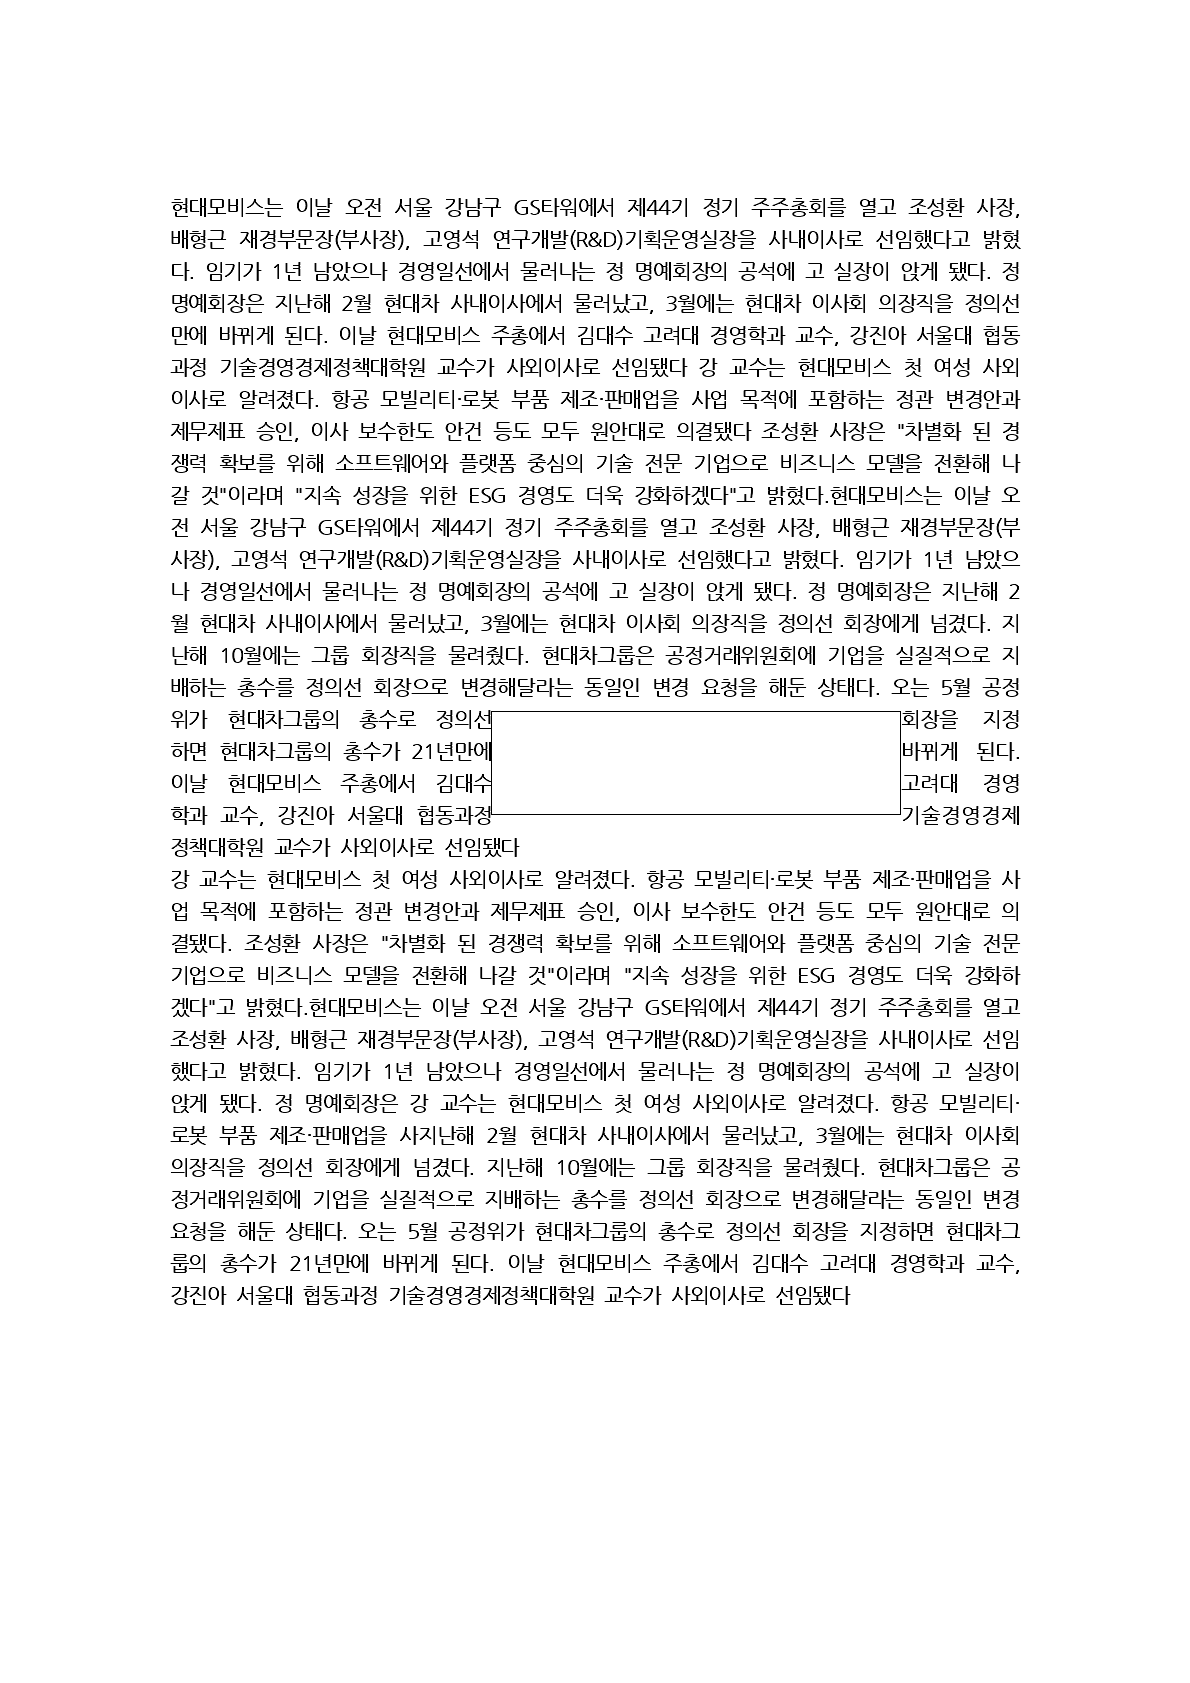 현대모비스는 이날 오전 서울 강남구 GS타워에서 제44기 정기 주주총회를 열고 조성환 사장,
배형근 재경부문장(부사장), 고영석 연구개발(R&D)기획운영실장을 사내이사로 선임했다고 밝혔
다. 임기가 1년 남았으나 경영일선에서 물러나는 정 명예회장의 공석에 고 실장이 앉게 됐다. 정
명예회장은 지난해 2월 현대차 사내이사에서 물러났고, 3월에는 현대차 이사회 의장직을 정의선
만에 바뀌게 된다. 이날 현대모비스 주총에서 김대수 고려대 경영학과 교수, 강진아 서울대 협동
과정 기술경영경제정책대학원 교수가 사외이사로 선임됐다 강 교수는 현대모비스 첫 여성 사외
이사로 알려졌다. 항공 모빌리티·로봇 부품 제조·판매업을 사업 목적에 포함하는 정관 변경안과
제무제표 승인, 이사 보수한도 안건 등도 모두 원안대로 의결됐다 조성환 사장은 "차별화 된 경
쟁력 확보를 위해 소프트웨어와 플랫폼 중심의 기술 전문 기업으로 비즈니스 모델을 전환해 나
갈 것"이라며 "지속 성장을 위한 ESG 경영도 더욱 강화하겠다"고 밝혔다.현대모비스는 이날 오
전 서울 강남구 GS타워에서 제44기 정기 주주총회를 열고 조성환 사장, 배형근 재경부문장(부
사장), 고영석 연구개발(R&D)기획운영실장을 사내이사로 선임했다고 밝혔다. 임기가 1년 남았으
나 경영일선에서 물러나는 정 명예회장의 공석에 고 실장이 앉게 됐다. 정 명예회장은 지난해 2
월 현대차 사내이사에서 물러났고, 3월에는 현대차 이사회 의장직을 정의선 회장에게 넘겼다. 지
난해 10월에는 그룹 회장직을 물려줬다. 현대차그룹은 공정거래위원회에 기업을 실질적으로 지
배하는 총수를 정의선 회장으로 변경해달라는 동일인 변경 요청을 해둔 상태다. 오는 5월 공정
위가 현대차그룹의 총수로 정의선 회장을 지정
하면 현대차그룹의 총수가 21년만에 바뀌게 된다.
이날 현대모비스 주총에서 김대수 고려대 경영
학과 교수, 강진아 서울대 협동과정 기술경영경제
정책대학원 교수가 사외이사로 선임됐다
강 교수는 현대모비스 첫 여성 사외이사로 알려졌다. 항공 모빌리티·로봇 부품 제조·판매업을 사
업 목적에 포함하는 정관 변경안과 제무제표 승인, 이사 보수한도 안건 등도 모두 원안대로 의
결됐다. 조성환 사장은 "차별화 된 경쟁력 확보를 위해 소프트웨어와 플랫폼 중심의 기술 전문
기업으로 비즈니스 모델을 전환해 나갈 것"이라며 "지속 성장을 위한 ESG 경영도 더욱 강화하
겠다"고 밝혔다.현대모비스는 이날 오전 서울 강남구 GS타워에서 제44기 정기 주주총회를 열고
조성환 사장, 배형근 재경부문장(부사장), 고영석 연구개발(R&D)기획운영실장을 사내이사로 선임
했다고 밝혔다. 임기가 1년 남았으나 경영일선에서 물러나는 정 명예회장의 공석에 고 실장이
앉게 됐다. 정 명예회장은 강 교수는 현대모비스 첫 여성 사외이사로 알려졌다. 항공 모빌리티·
로봇 부품 제조·판매업을 사지난해 2월 현대차 사내이사에서 물러났고, 3월에는 현대차 이사회
의장직을 정의선 회장에게 넘겼다. 지난해 10월에는 그룹 회장직을 물려줬다. 현대차그룹은 공
정거래위원회에 기업을 실질적으로 지배하는 총수를 정의선 회장으로 변경해달라는 동일인 변경
요청을 해둔 상태다. 오는 5월 공정위가 현대차그룹의 총수로 정의선 회장을 지정하면 현대차그
룹의 총수가 21년만에 바뀌게 된다. 이날 현대모비스 주총에서 김대수 고려대 경영학과 교수,
강진아 서울대 협동과정 기술경영경제정책대학원 교수가 사외이사로 선임됐다